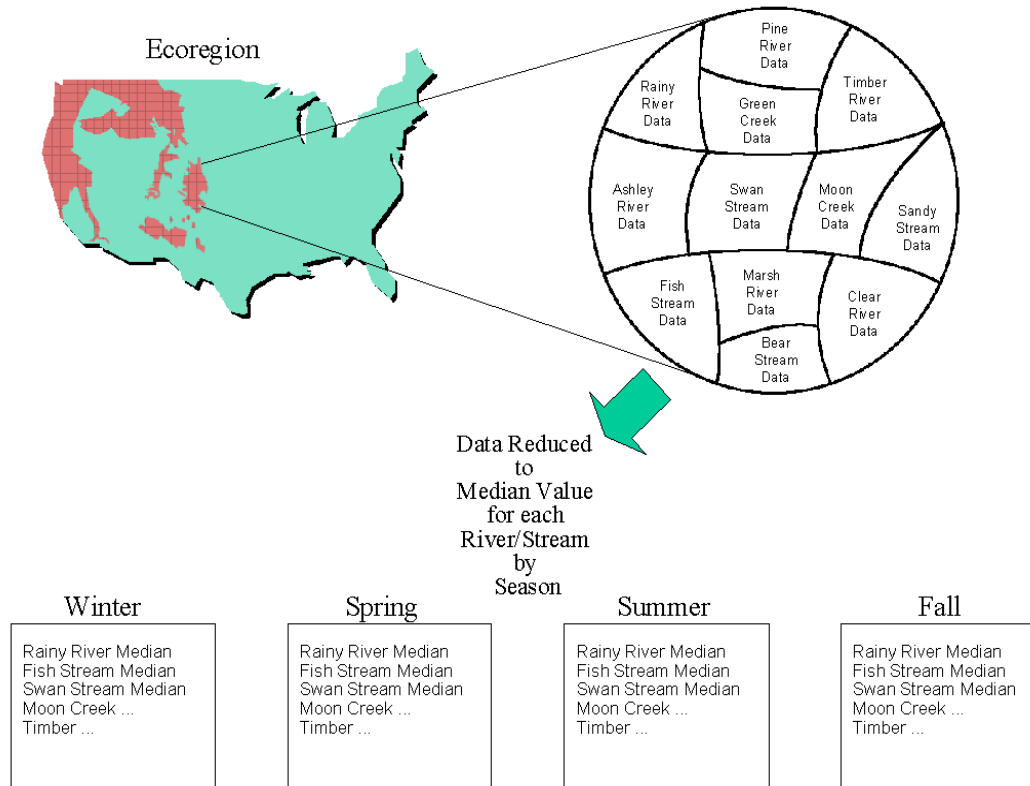 Ecoregion
Pine
River
Data
Rainy
River
Data
Green
Creek
Data
Timber
River
Data
Ashley
River
Data
Swan
Stream
Data
Moon
Creek
Data
Sandy
Stream
Data
Fish
Stream
Data
Marsh
River
Data
Clear
River
Data
Bear
Stream
Data
Data Reduced
to
Median Value
for each
River/Stream
by
Season
Winter
Rainy River Median
Fish Stream Median
Swan Stream Median
Moon Creek ...
Timber ...
Spring
Rainy River Median
Fish Stream Median
Swan Stream Median
Moon Creek ...
Timber ...
Summer
Rainy River Median
Fish Stream Median
Swan Stream Median
Moon Creek ...
Timber ...
Fall
Rainy River Median
Fish Stream Median
Swan Stream Median
Moon Creek ...
Timber ...